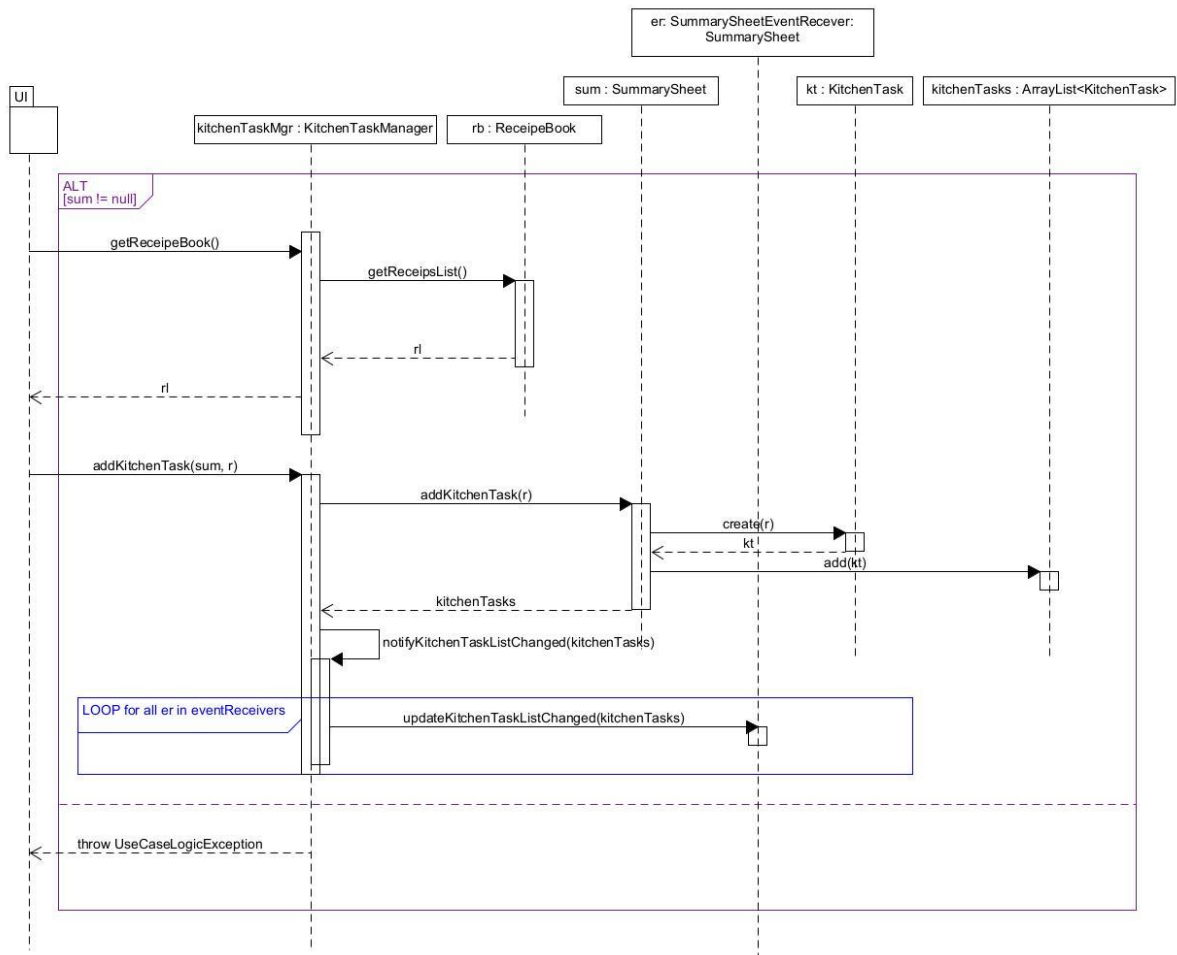 er: SummarySheetEventRecever:
SummarySheet
UI
sum : SummarySheet
kt : KitchenTask
kitchenTasks : ArrayList<KitchenTask>
kitchenTaskMgr : KitchenTaskManager
rb : ReceipeBook
ALT
[sum != null]
getReceipeBook()
getReceipsList()
rl
rl
addKitchenTask(sum, r)
addKitchenTask(r)
create(r)
kt
add(kt)
kitchenTasks
notifyKitchenTaskListChanged(kitchenTasks)
LOOP for all er in eventReceivers
updateKitchenTaskListChanged(kitchenTasks)
throw UseCaseLogicException